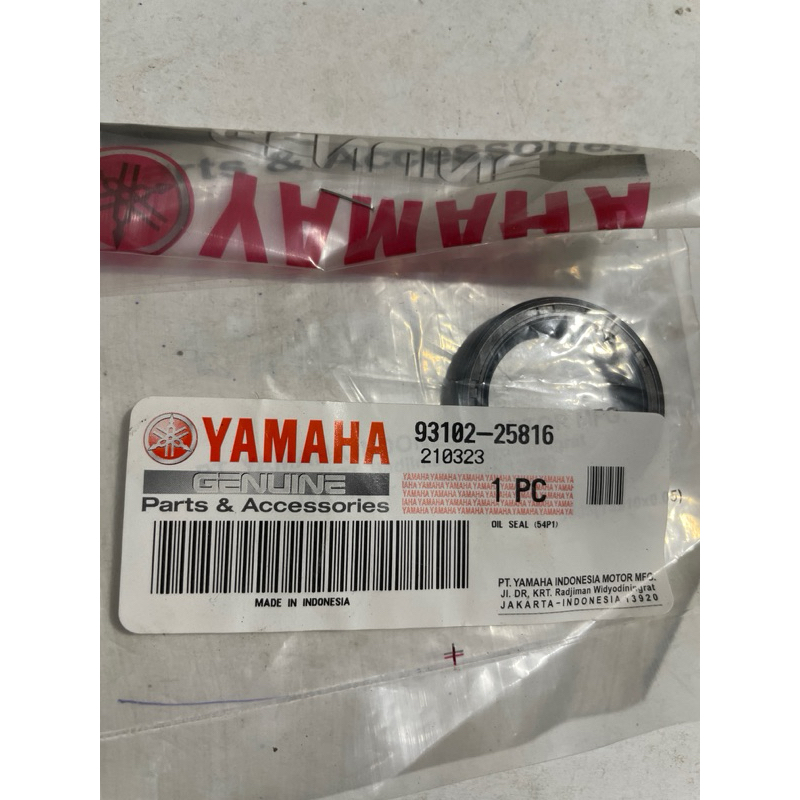 Parts & Accessories
YAMAHA
YAMAHA
GENUINE
Parts & Accessories
93102-25816
210323
1 PC
OIL SEAL (54P1)
MADE IN INDONESIA
PT. YAMAHA INDONESIA MOTOR MFG.
Jl. DR, KRT. Radjiman Widyodiningrat
JAKARTA-INDONESIA 13920